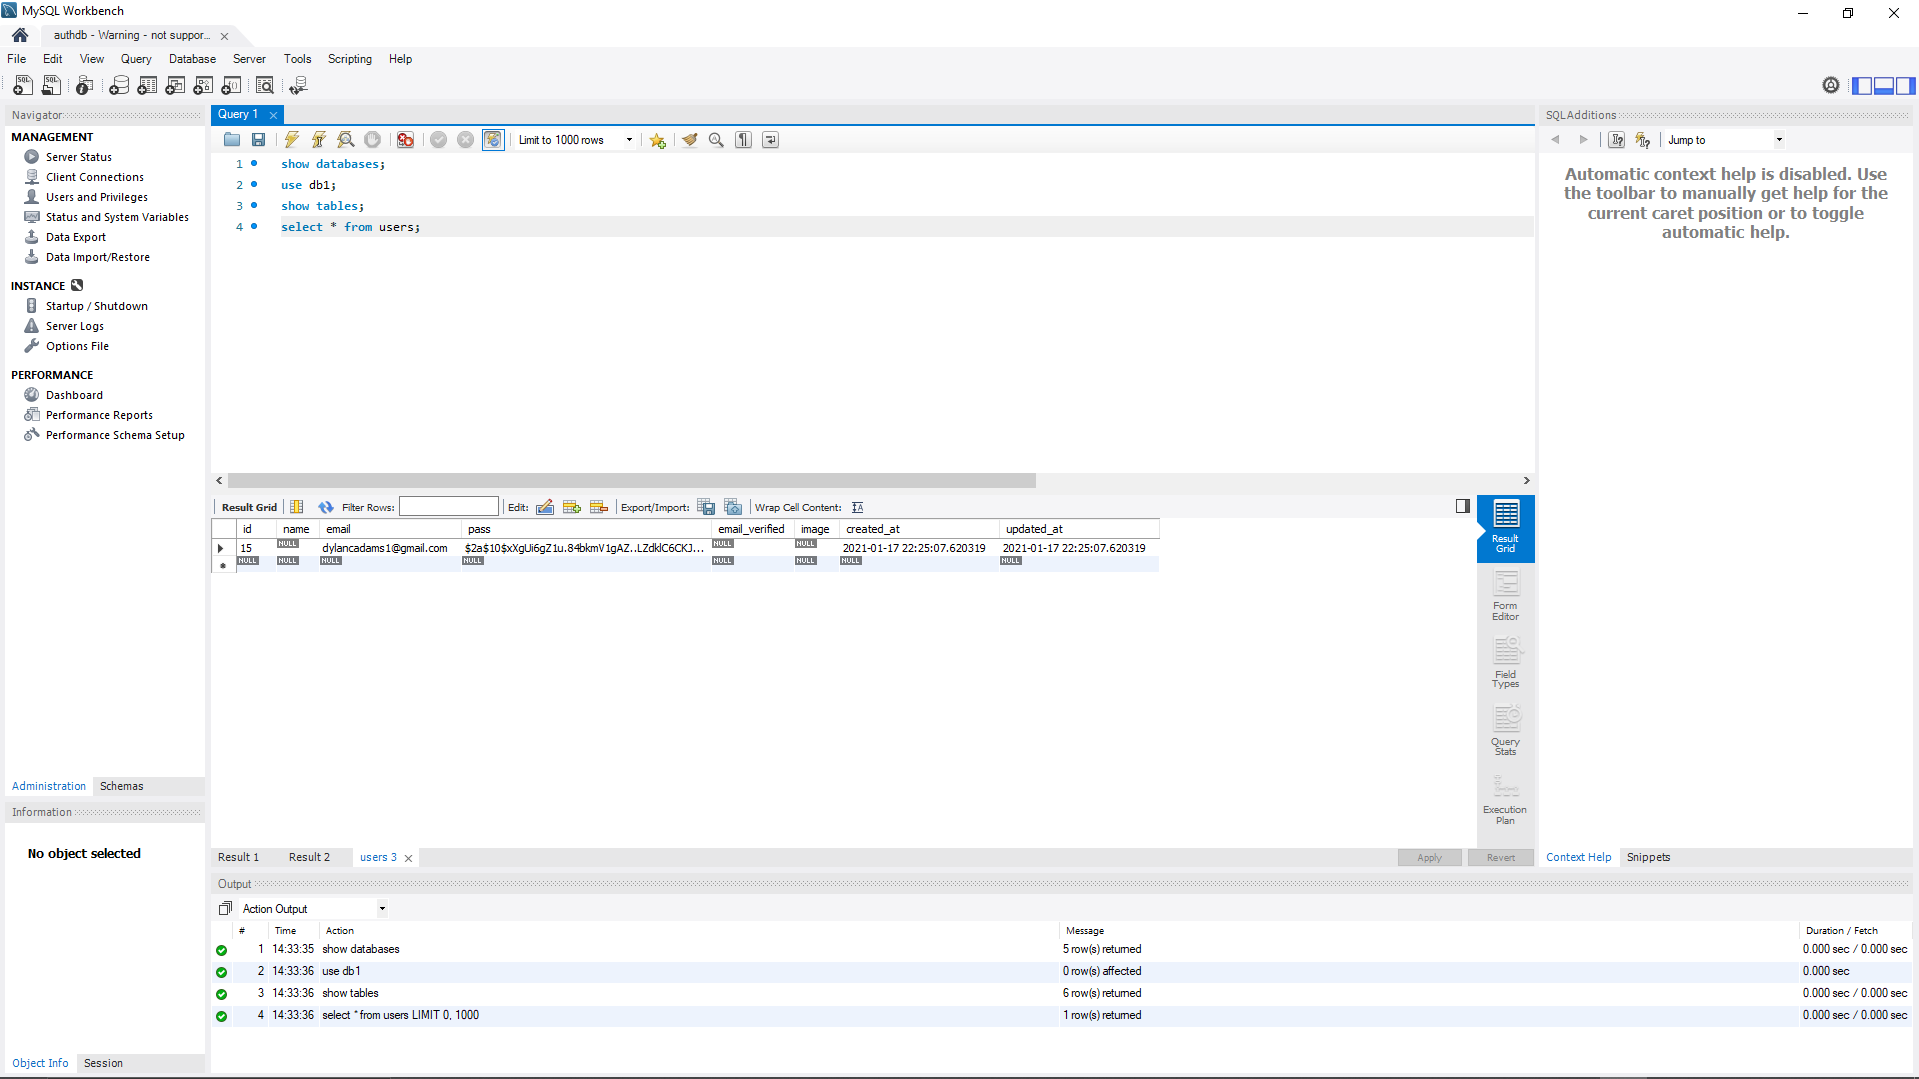 MySQL Workbench
authdb - Warning - not suppor...
File Edit View Query Database Server Tools Scripting Help
Navigator
MANAGEMENT
Server Status
Client Connections
Users and Privileges
Status and System Variables
Data Export
Data Import/Restore
INSTANCE
Startup / Shutdown
Server Logs
Options File
PERFORMANCE
Dashboard
Performance Reports
Performance Schema Setup
Administration Schemas
Information
No object selected
Object Info Session
Query 1
Limit to 1000 rows
1 show databases;
2 use db1;
3 show tables;
4 select * from users;
Result Grid Filter Rows: Edit: Export/Import: Wrap Cell Content:
id name email pass email_verified image created_at updated_at
15 NULL dylancadams1@gmail.com $2a$10$xXgUi6gZ1u.84bkmV1gAZ..LZdklC6CKJ... NULL NULL 2021-01-17 22:25:07.620319 2021-01-17 22:25:07.620319
NULL NULL NULL NULL NULL NULL NULL NULL
Result Grid
Form Editor
Field Types
Query Stats
Execution Plan
Result 1 Result 2 users 3 Apply Revert
SQLAdditions
Jump to
Automatic context help is disabled. Use
the toolbar to manually get help for the
current caret position or to toggle
automatic help.
Context Help Snippets
Output
Action Output
# Time Action Message Duration / Fetch
1 14:33:35 show databases 5 row(s) returned 0.000 sec / 0.000 sec
2 14:33:36 use db1 0 row(s) affected 0.000 sec
3 14:33:36 show tables 6 row(s) returned 0.000 sec / 0.000 sec
4 14:33:36 select * from users LIMIT 0, 1000 1 row(s) returned 0.000 sec / 0.000 sec